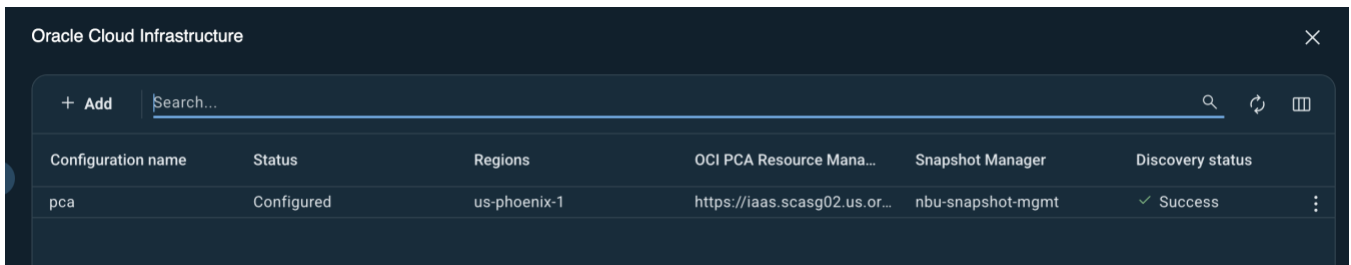 Oracle Cloud Infrastructure
+ Add Search...
Configuration name Status Regions OCI PCA Resource Mana... Snapshot Manager Discovery status
pca Configured us-phoenix-1 https://iaas.scasg02.us.or... nbu-snapshot-mgmt Success